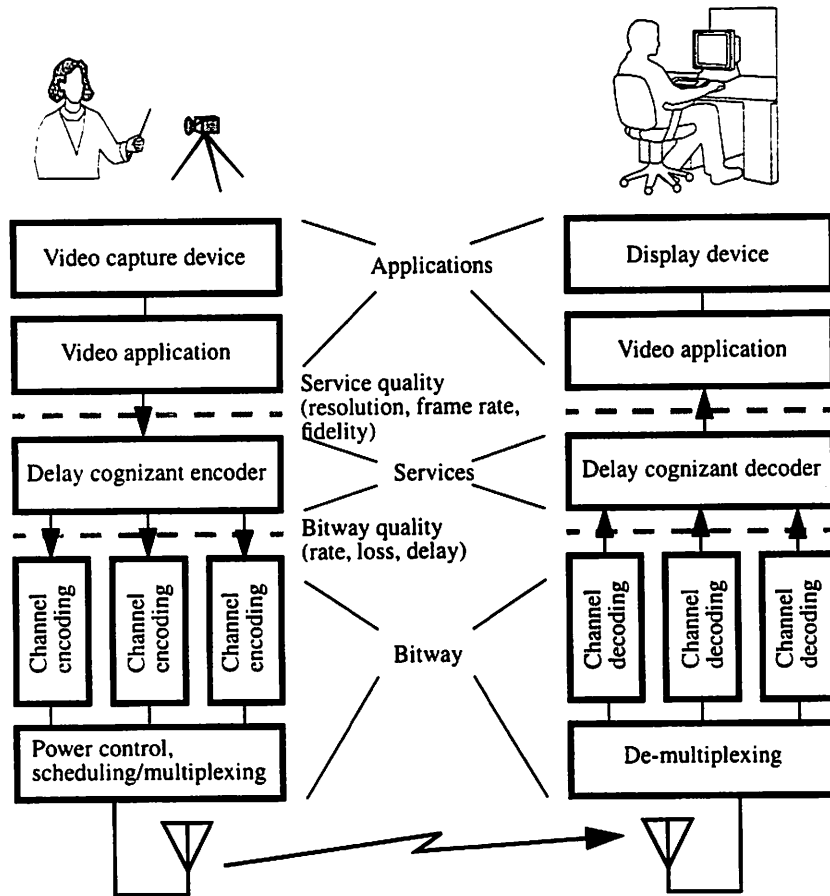 Video capture device
Applications
Display device
Video application
Video application
Service quality
(resolution, frame rate,
fidelity)
Delay cognizant encoder
Services
Delay cognizant decoder
Bitway quality
(rate, loss, delay)
Channel
encoding
Channel
encoding
Channel
encoding
Bitway
Channel
decoding
Channel
decoding
Channel
decoding
Power control,
scheduling/multiplexing
De-multiplexing